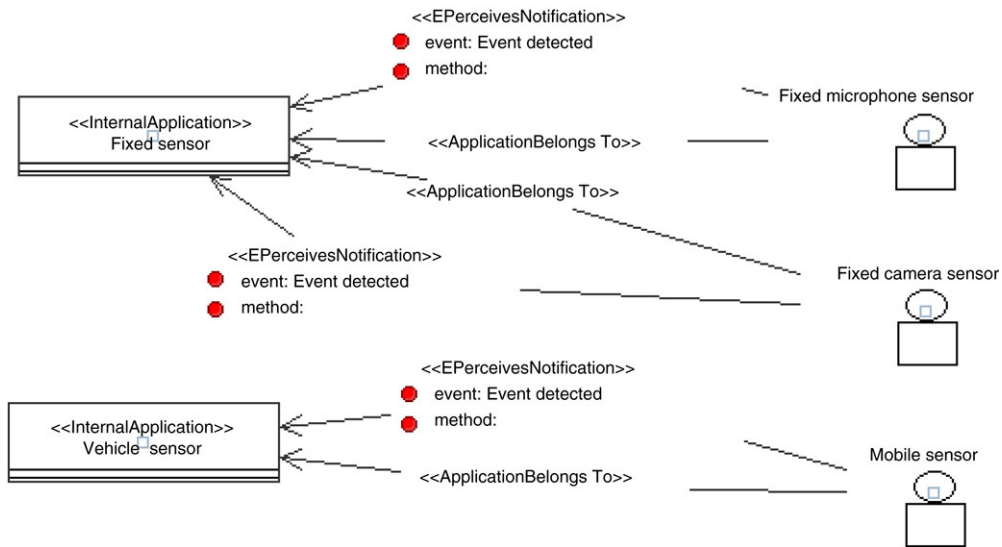 <<EPerceivesNotification>>
event: Event detected
method:
Fixed microphone sensor
<<InternalApplication>>
Fixed sensor
<<ApplicationBelongs To>>
<<ApplicationBelongs To>>
<<EPerceivesNotification>>
event: Event detected
method:
Fixed camera sensor
<<EPerceivesNotification>>
event: Event detected
method:
<<InternalApplication>>
Vehicle sensor
Mobile sensor
<<ApplicationBelongs To>>